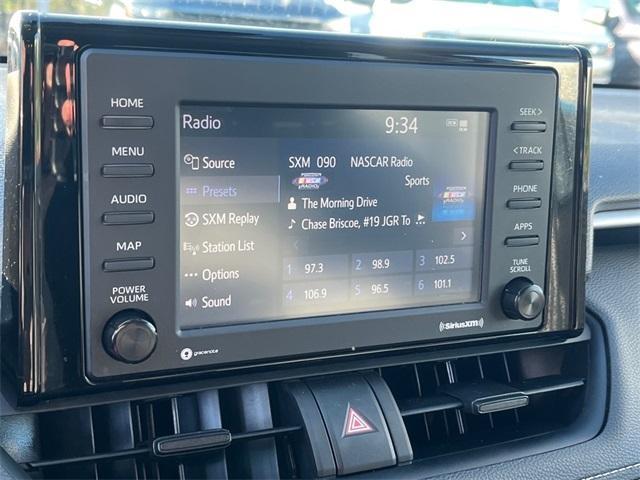 HOME
MENU
AUDIO
MAP
POWER
VOLUME
Radio
9:34
Source
Presets
SXM Replay
Station List
Options
Sound
SXM 090 NASCAR Radio
Sports
The Morning Drive
Chase Briscoe, #19 JGR To
1 97.3
2 98.9
3 102.5
4 106.9
5 96.5
6 101.1
SEEK >
< TRACK
PHONE
APPS
TUNE
SCROLL
gracenote
SiriusXM